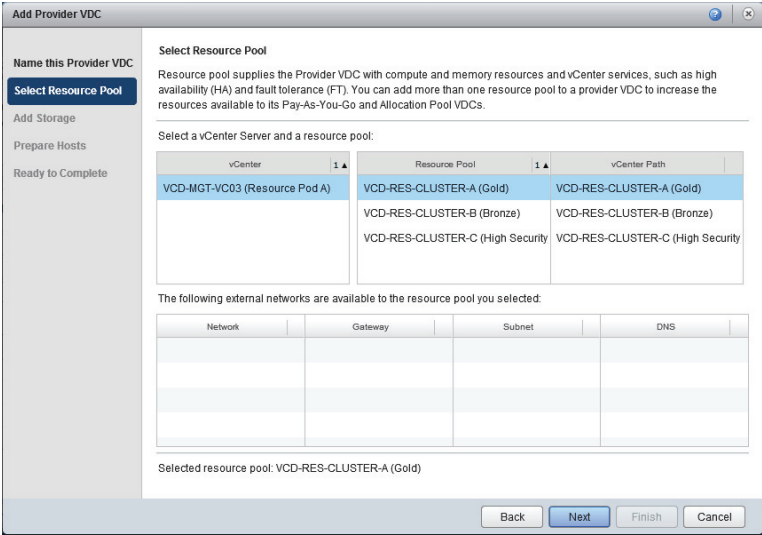 Add Provider VDC
Name this Provider VDC
Select Resource Pool
Add Storage
Prepare Hosts
Ready to Complete
Select Resource Pool
Resource pool supplies the Provider VDC with compute and memory resources and vCenter services, such as high
availability (HA) and fault tolerance (FT). You can add more than one resource pool to a provider VDC to increase the
resources available to its Pay-As-You-Go and Allocation Pool VDCs.
Select a vCenter Server and a resource pool:
vCenter 1 ▲ Resource Pool 1 ▲ vCenter Path
VCD-MGT-VC03 (Resource Pod A) VCD-RES-CLUSTER-A (Gold) VCD-RES-CLUSTER-A (Gold)
VCD-RES-CLUSTER-B (Bronze) VCD-RES-CLUSTER-B (Bronze)
VCD-RES-CLUSTER-C (High Security VCD-RES-CLUSTER-C (High Security
The following external networks are available to the resource pool you selected:
Network Gateway Subnet DNS
Selected resource pool: VCD-RES-CLUSTER-A (Gold)
Back Next Finish Cancel